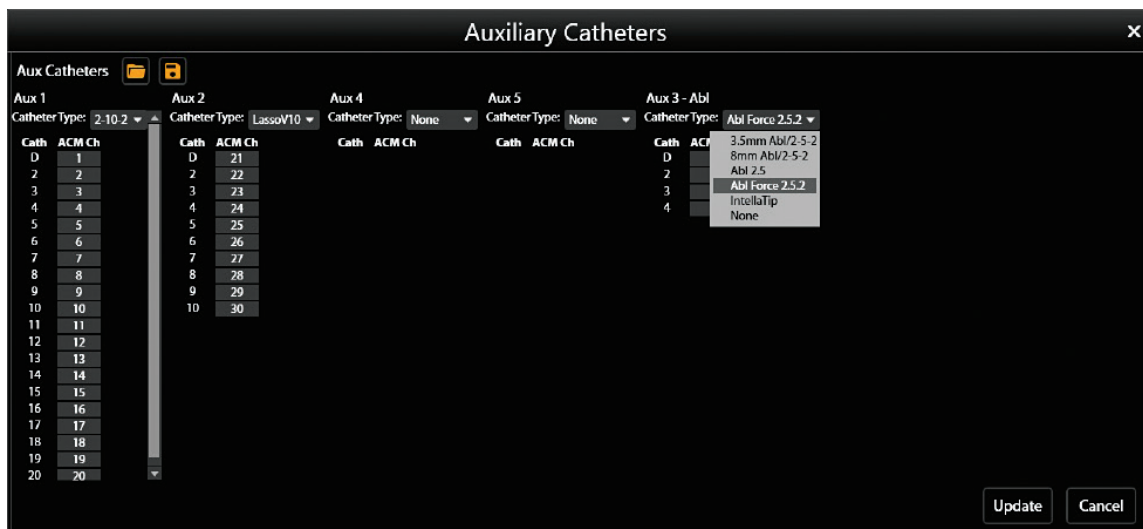 Auxiliary Catheters
×
Aux Catheters
Aux 1 Aux 2 Aux 4 Aux 5 Aux 3 - Abl
Catheter Type: 2-10-2 Catheter Type: LassoV10 Catheter Type: None Catheter Type: None Catheter Type: Abl Force 2.5.2
Cath ACM Ch Cath ACM Ch Cath ACM Ch Cath ACM Ch Cath 3.5mm Abl/2-5-2
D 1 D 21 D 8mm Abl/2-5-2
2 2 2 22 2 Abl 2.5
3 3 3 23 3 Abl Force 2.5.2
4 4 4 24 4 IntellaTip
5 5 5 25 None
6 6 6 26
7 7 7 27
8 8 8 28
9 9 9 29
10 10 10 30
11 11
12 12
13 13
14 14
15 15
16 16
17 17
18 18
19 19
20 20
Update Cancel